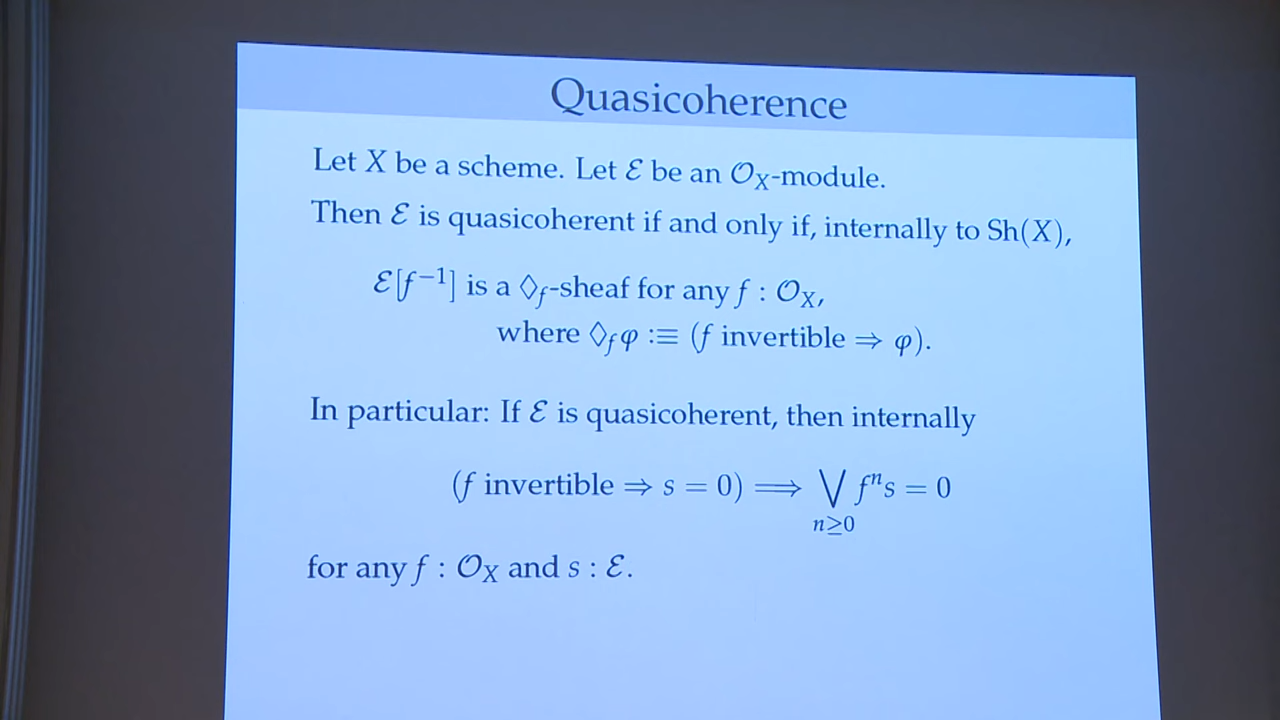 Quasicoherence
Let X be a scheme. Let ℰ be an 𝒪_X-module.
Then ℰ is quasicoherent if and only if, internally to Sh(X),
ℰ[f⁻¹] is a ◇_f-sheaf for any f : 𝒪_X,
where ◇_fφ :≡ (f invertible ⇒ φ).
In particular: If ℰ is quasicoherent, then internally
(f invertible ⇒ s = 0) ⟹ ⋁_{n≥0} fⁿs = 0
for any f : 𝒪_X and s : ℰ.